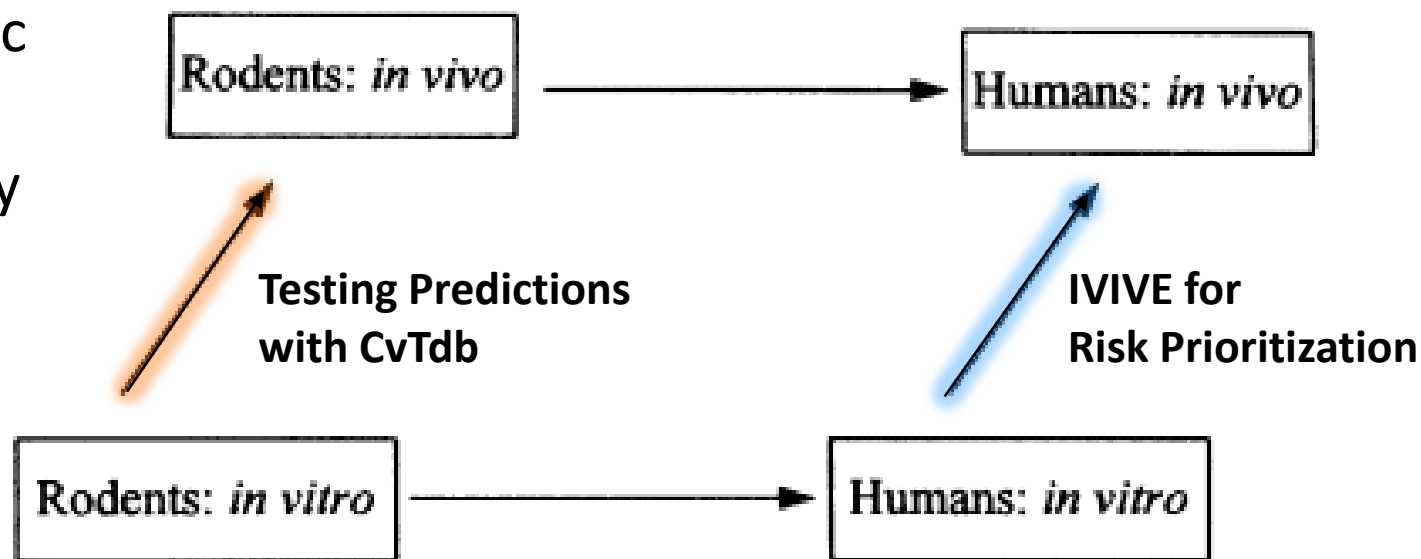 c
Rodents: in vivo
Humans: in vivo
y
Testing Predictions
with CvTdb
IVIVE for
Risk Prioritization
Rodents: in vitro
Humans: in vitro